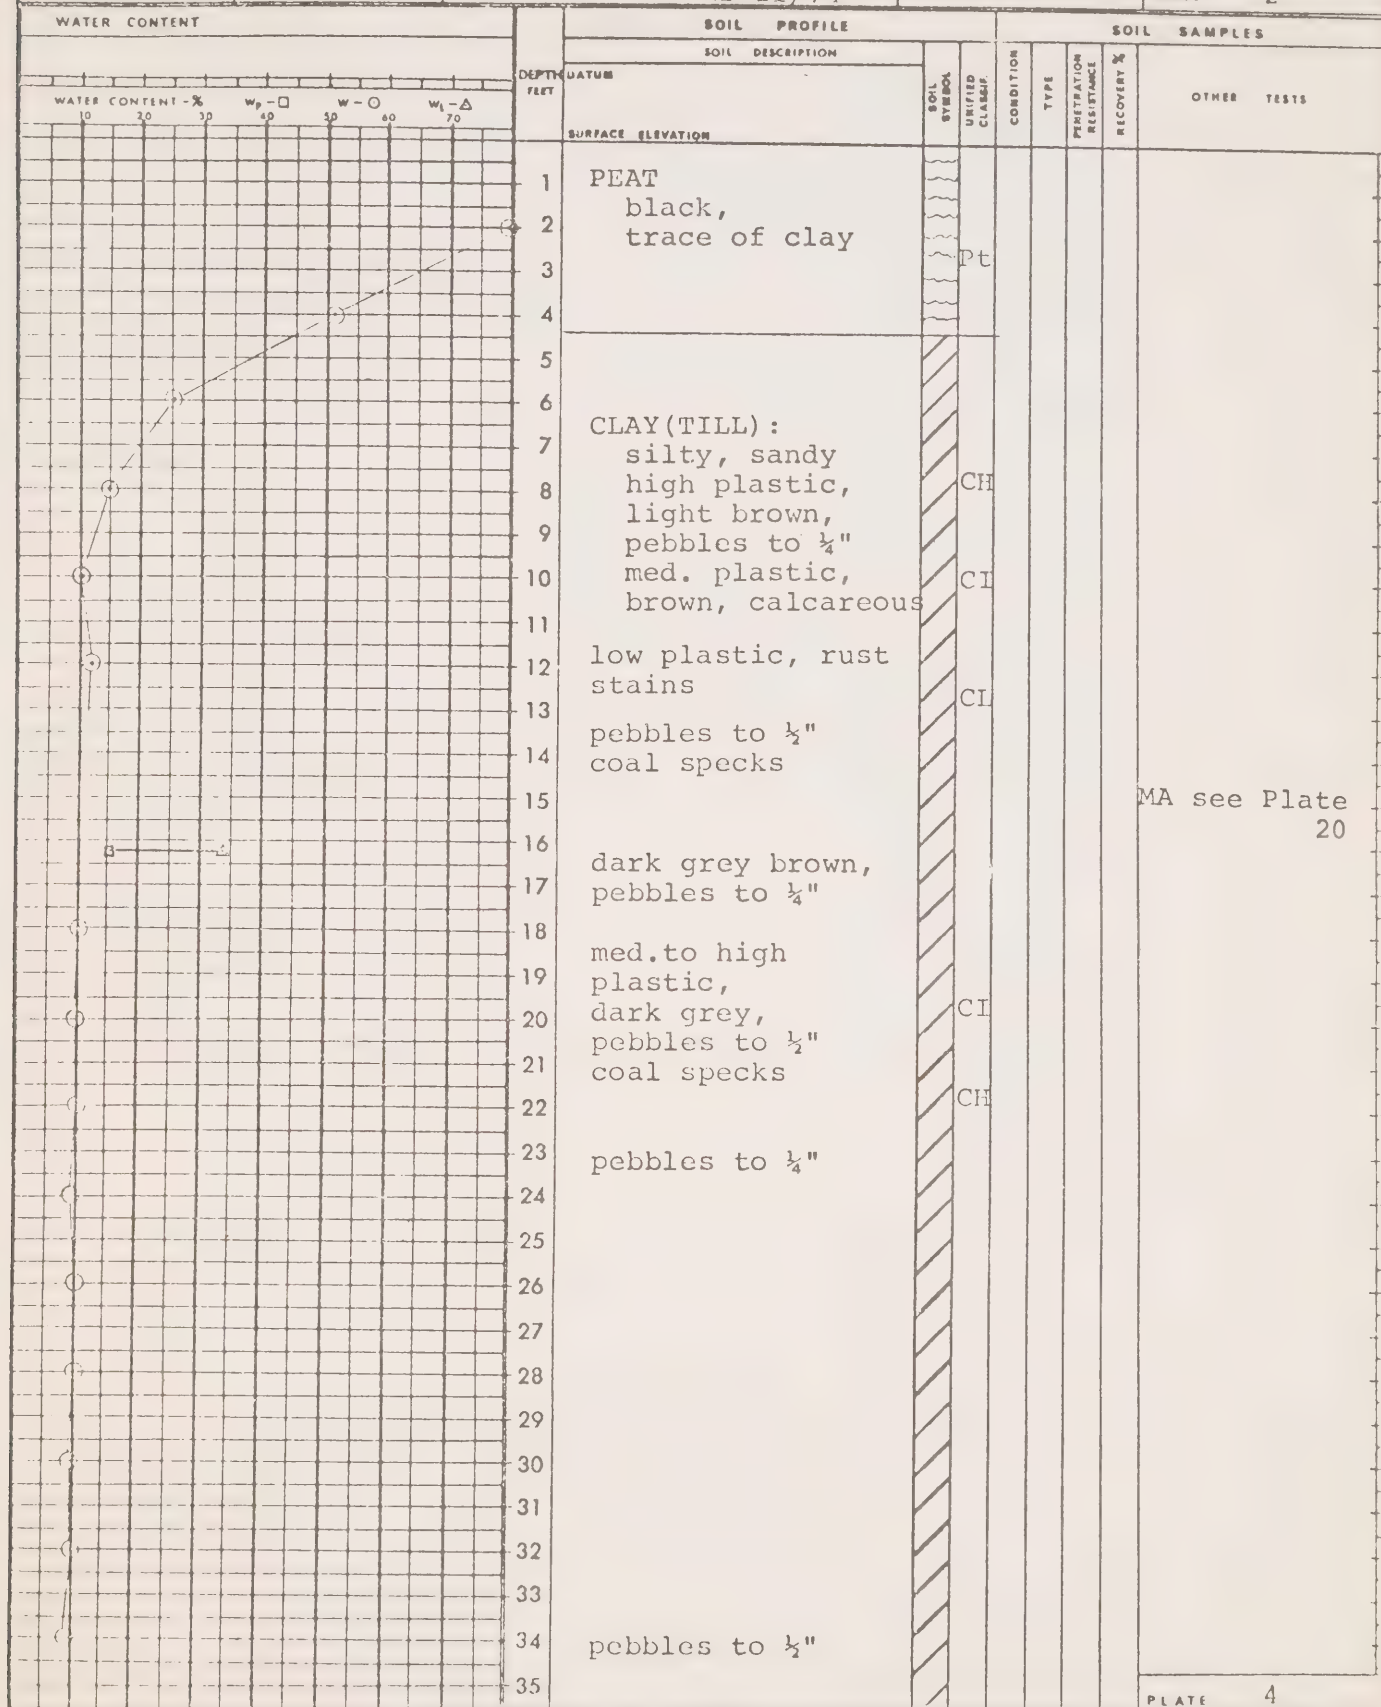 WATER CONTENT
SOIL PROFILE
SOIL SAMPLES
SOIL DESCRIPTION
DEPTH
FEET
DATUM
SURFACE ELEVATION
SOIL SYMBOL
UNIFIED CLASSIF.
CONDITION
TYPE
PENETRATION RESISTANCE
RECOVERY %
OTHER TESTS
WATER CONTENT - % Wp - □ W - ⊙ WL - △
10 20 30 40 50 60 70
1
2
3
4
5
6
7
8
9
10
11
12
13
14
15
16
17
18
19
20
21
22
23
24
25
26
27
28
29
30
31
32
33
34
35
PEAT
black,
trace of clay
Pt
CLAY(TILL):
silty, sandy
high plastic,
light brown,
pebbles to ¼"
med. plastic,
brown, calcareous
CH
CI
low plastic, rust
stains
CL
pebbles to ½"
coal specks
MA see Plate
20
dark grey brown,
pebbles to ¼"
med.to high
plastic,
dark grey,
pebbles to ½"
coal specks
CI
CH
pebbles to ¼"
pebbles to ½"
PLATE 4